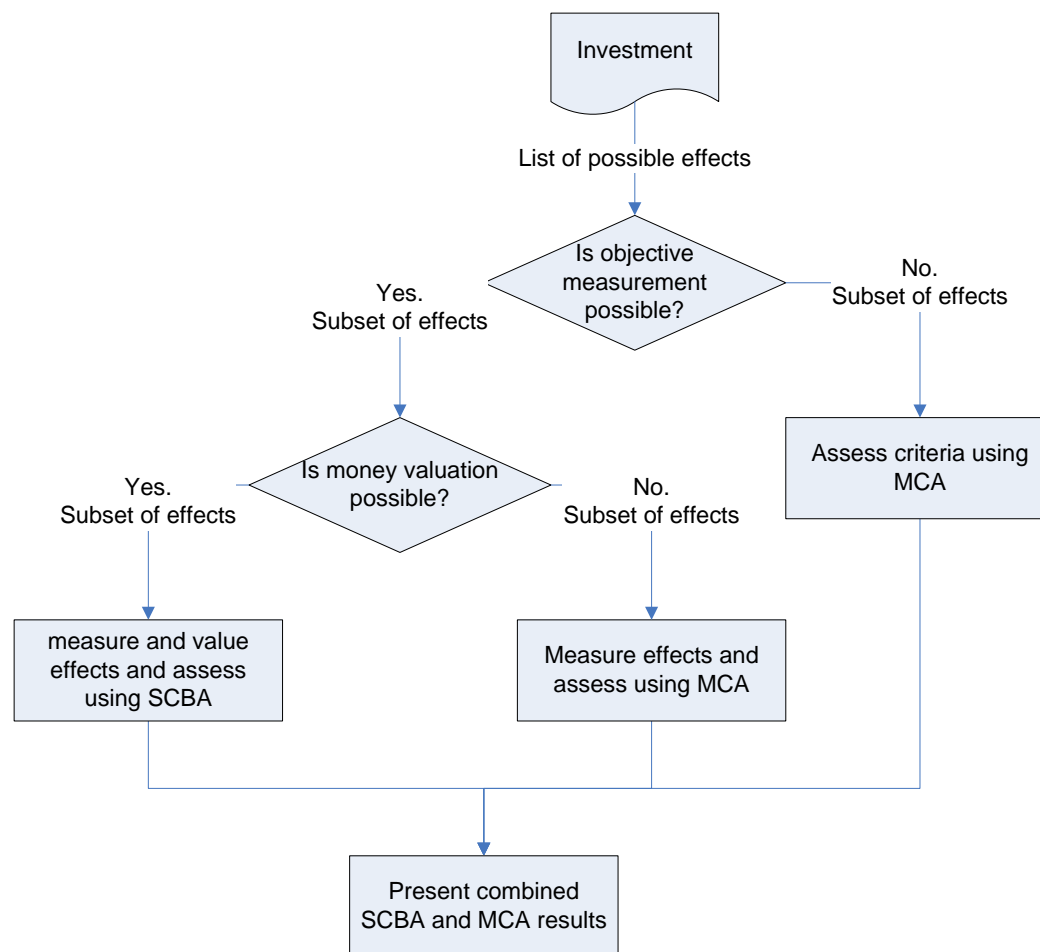 Investment
List of possible effects
Is objective
measurement
possible?
No.
Subset of effects
Yes.
Subset of effects
Is money valuation
possible?
Assess criteria using
MCA
Yes.
Subset of effects
No.
Subset of effects
measure and value
effects and assess
using SCBA
Measure effects and
assess using MCA
Present combined
SCBA and MCA results